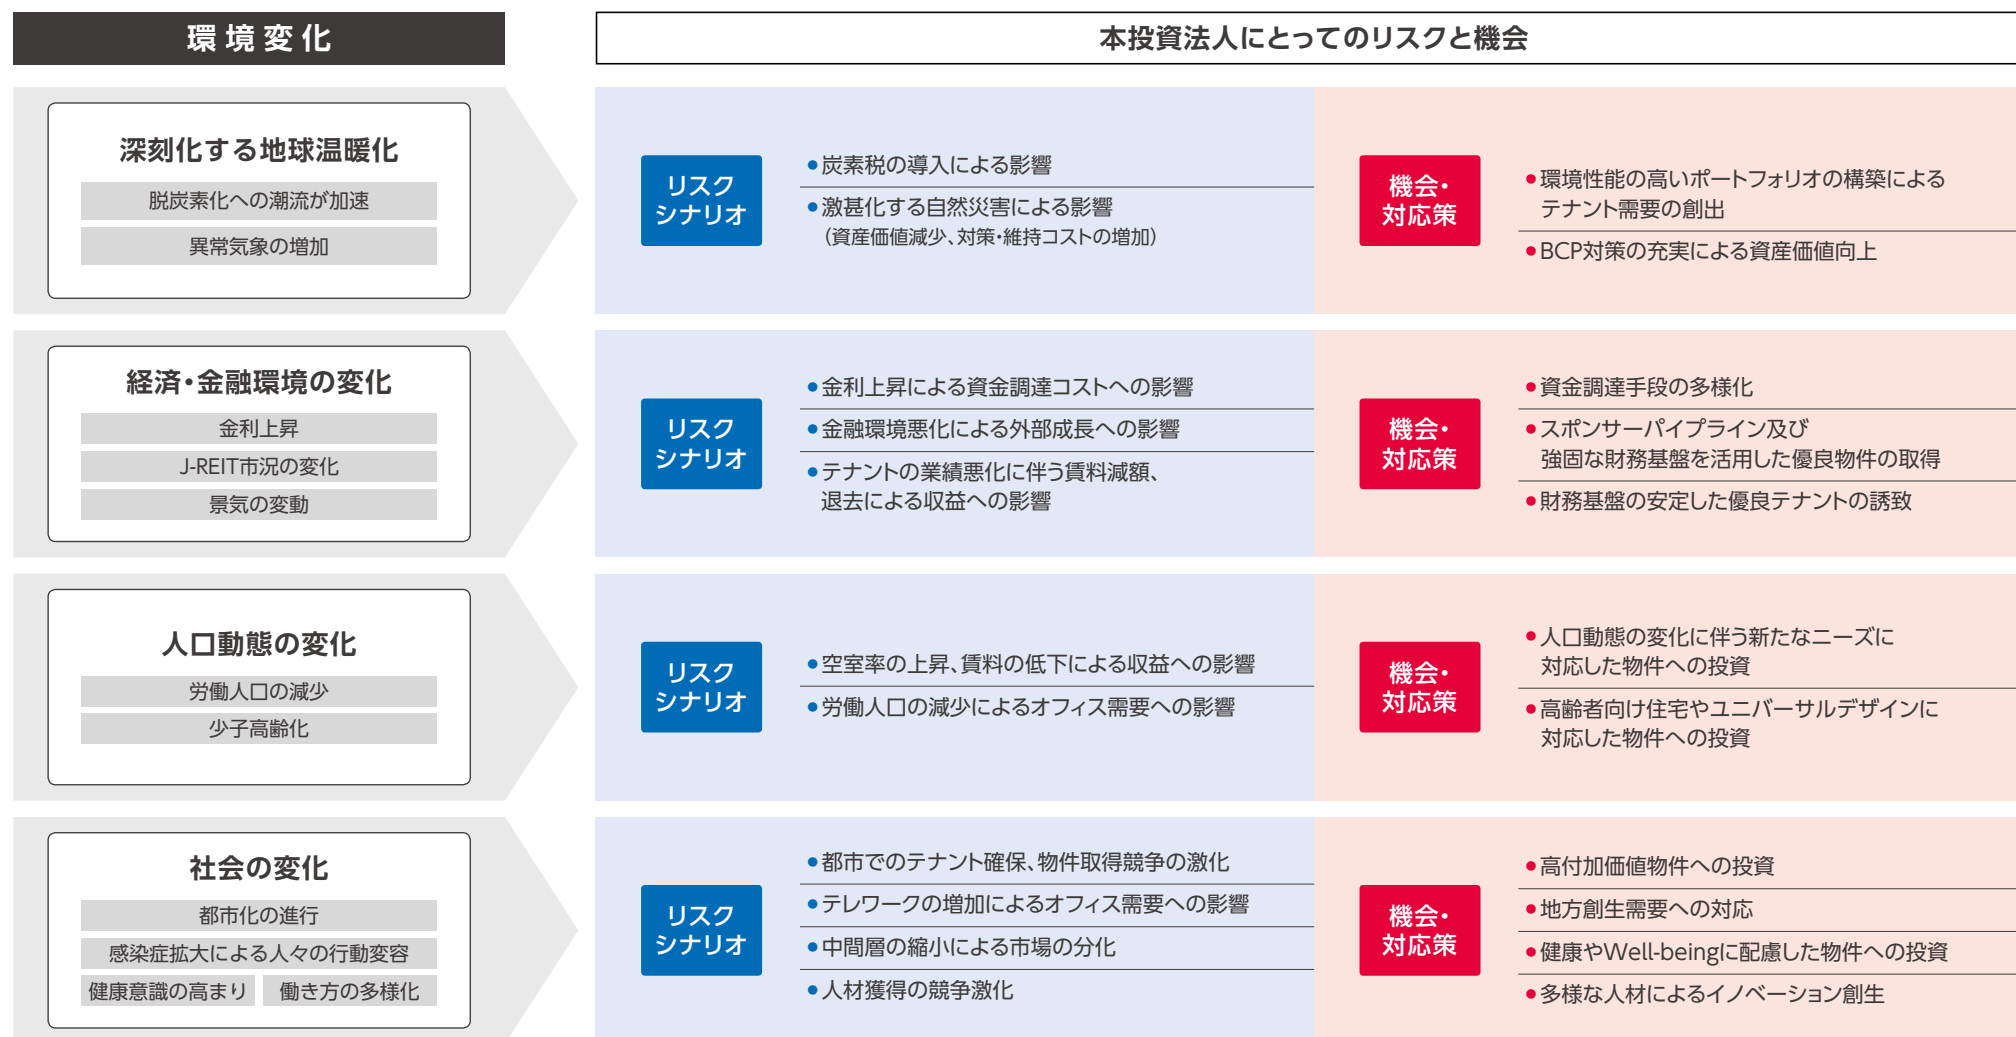 環境変化
本投資法人にとってのリスクと機会
深刻化する地球温暖化
脱炭素化への潮流が加速
異常気象の増加
リスク
シナリオ
●炭素税の導入による影響
●激甚化する自然災害による影響
（資産価値減少、対策・維持コストの増加）
機会・
対応策
●環境性能の高いポートフォリオの構築による
テナント需要の創出
●BCP対策の充実による資産価値向上
経済・金融環境の変化
金利上昇
J-REIT市況の変化
景気の変動
リスク
シナリオ
●金利上昇による資金調達コストへの影響
●金融環境悪化による外部成長への影響
●テナントの業績悪化に伴う賃料減額、
退去による収益への影響
機会・
対応策
●資金調達手段の多様化
●スポンサーパイプライン及び
強固な財務基盤を活用した優良物件の取得
●財務基盤の安定した優良テナントの誘致
人口動態の変化
労働人口の減少
少子高齢化
リスク
シナリオ
●空室率の上昇、賃料の低下による収益への影響
●労働人口の減少によるオフィス需要への影響
機会・
対応策
●人口動態の変化に伴う新たなニーズに
対応した物件への投資
●高齢者向け住宅やユニバーサルデザインに
対応した物件への投資
社会の変化
都市化の進行
感染症拡大による人々の行動変容
健康意識の高まり
働き方の多様化
リスク
シナリオ
●都市でのテナント確保、物件取得競争の激化
●テレワークの増加によるオフィス需要への影響
●中間層の縮小による市場の分化
●人材獲得の競争激化
機会・
対応策
●高付加価値物件への投資
●地方創生需要への対応
●健康やWell-beingに配慮した物件への投資
●多様な人材によるイノベーション創生